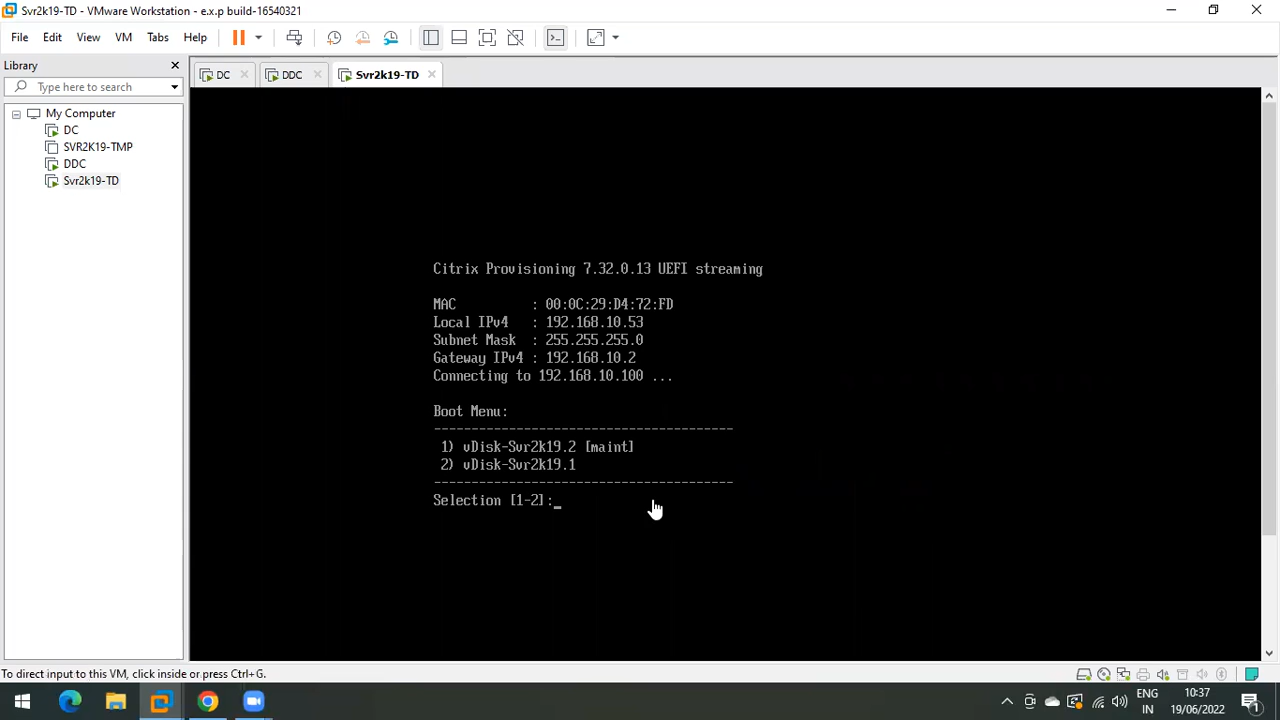 Svr2k19-TD - VMware Workstation - e.x.p build-16540321
File Edit View VM Tabs Help
Library
Type here to search
My Computer
DC
SVR2K19-TMP
DDC
Svr2k19-TD
DC DDC Svr2k19-TD
Citrix Provisioning 7.32.0.13 UEFI streaming
MAC : 00:0C:29:D4:72:FD
Local IPv4 : 192.168.10.53
Subnet Mask : 255.255.255.0
Gateway IPv4 : 192.168.10.2
Connecting to 192.168.10.100 ...
Boot Menu:
---------------------------------------
1) vDisk-Svr2k19.2 [maint]
2) vDisk-Svr2k19.1
---------------------------------------
Selection [1-2]:_
To direct input to this VM, click inside or press Ctrl+G.
ENG
IN
10:37
19/06/2022
1